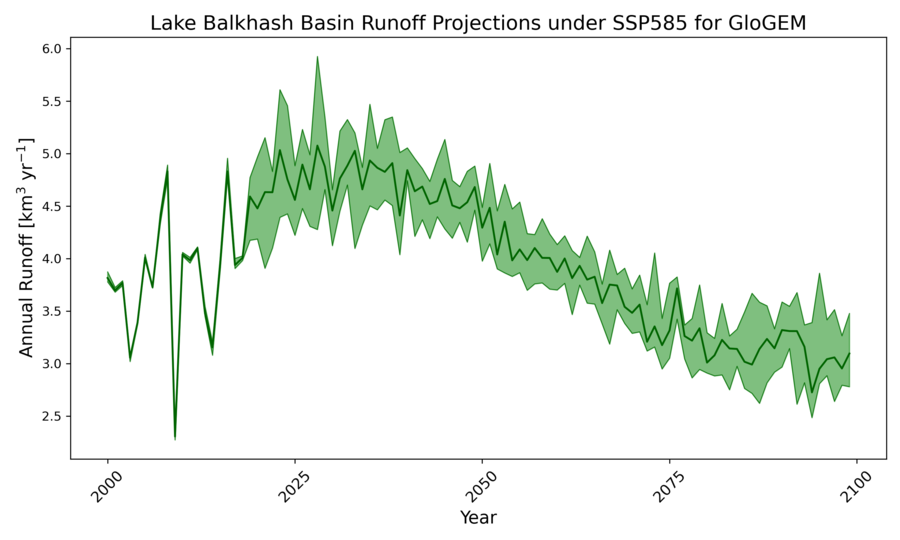 Lake Balkhash Basin Runoff Projections under SSP585 for GloGEM
Annual Runoff [km³ yr⁻¹]
6.0
5.5
5.0
4.5
4.0
3.5
3.0
2.5
2000 2025 2050 2075 2100
Year